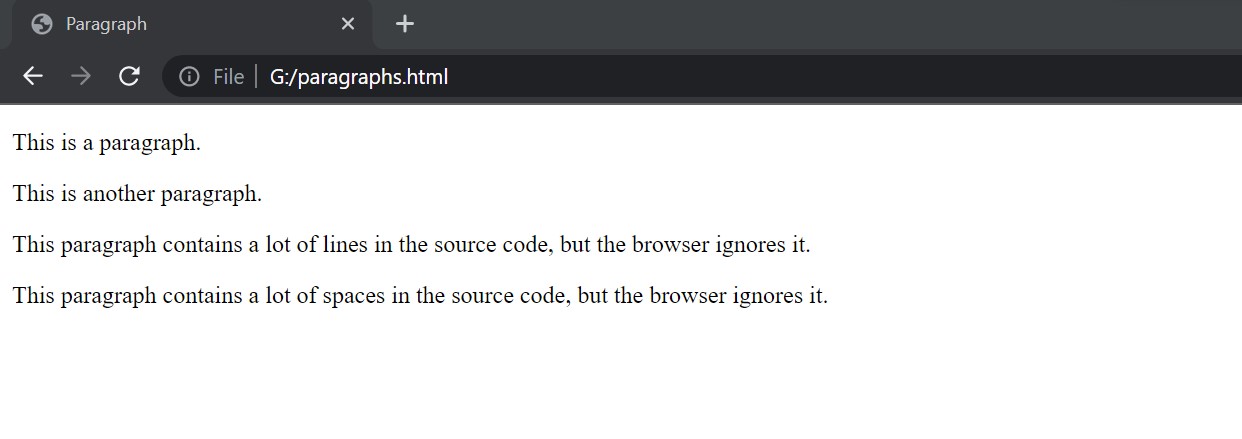 Paragraph
File G:/paragraphs.html
This is a paragraph.
This is another paragraph.
This paragraph contains a lot of lines in the source code, but the browser ignores it.
This paragraph contains a lot of spaces in the source code, but the browser ignores it.